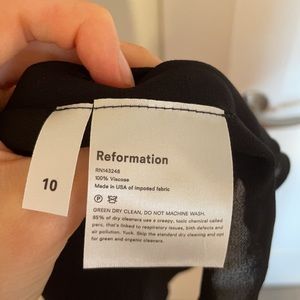 10
Reformation
RN143248
100% Viscose
Made in USA of imported fabric
GREEN DRY CLEAN, DO NOT MACHINE WASH.
95% of dry cleaners use a creepy, toxic chemical called
perc that's linked to respiratory issues, birth defects and
air pollution. Yuck. Skip the standard dry cleaning and opt
for green and organic cleaners.